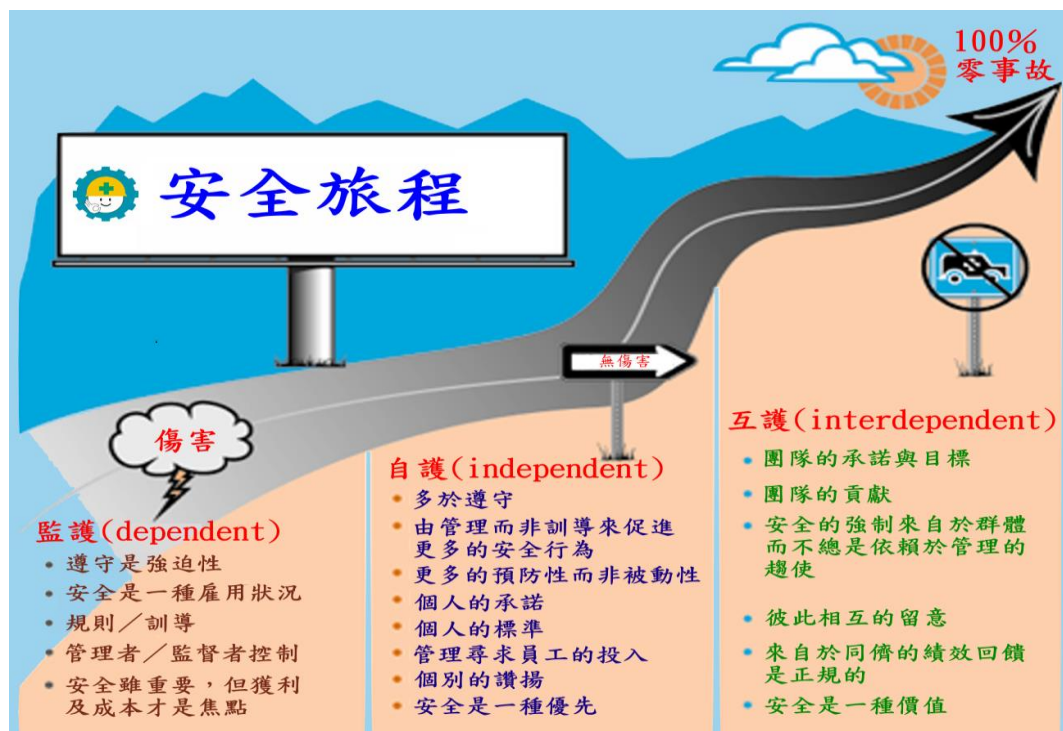 100%
零事故
安全旅程
無傷害
傷害
監護(dependent)
• 遵守是強迫性
• 安全是一種雇用狀況
• 規則／訓導
• 管理者／監督者控制
• 安全雖重要，但獲利
及成本才是焦點
自護(independent)
• 多於遵守
• 由管理而非訓導來促進
更多的安全行為
• 更多的預防性而非被動性
• 個人的承諾
• 個人的標準
• 管理尋求員工的投入
• 個別的讚揚
• 安全是一種優先
互護(interdependent)
• 團隊的承諾與目標
• 團隊的貢獻
• 安全的強制來自於群體
而不總是依賴於管理的
趨使
• 彼此相互的留意
• 來自於同儕的績效回饋
是正規的
• 安全是一種價值